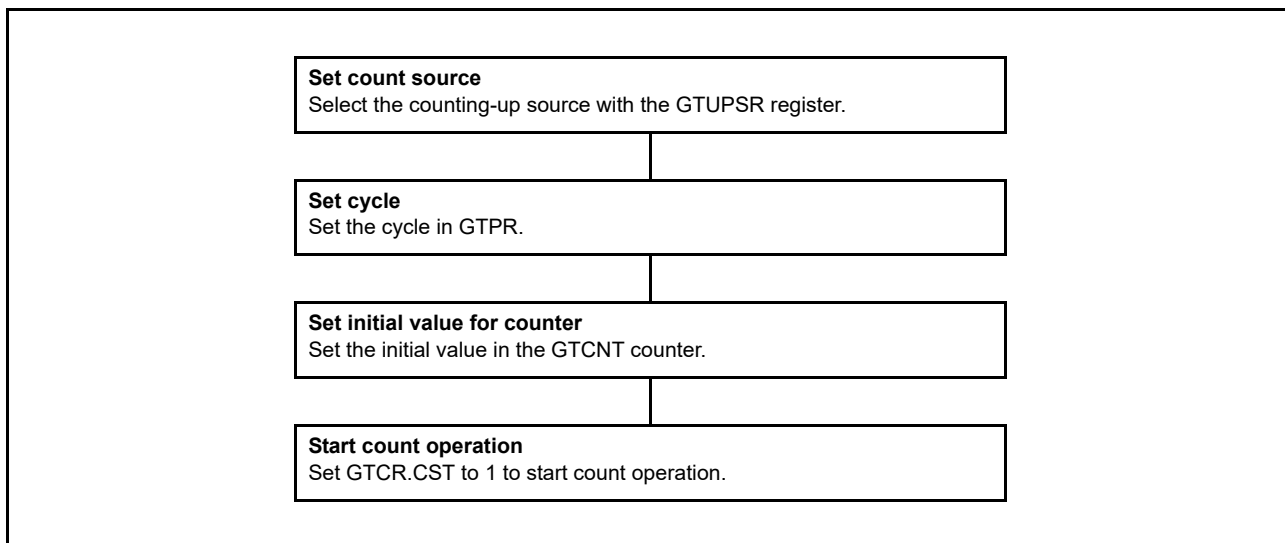 Set count source
Select the counting-up source with the GTUPSR register.
Set cycle
Set the cycle in GTPR.
Set initial value for counter
Set the initial value in the GTCNT counter.
Start count operation
Set GTCR.CST to 1 to start count operation.